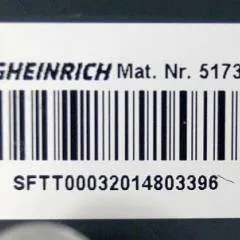 GHEINRICH Mat. Nr. 5173
SFTT00032014803396